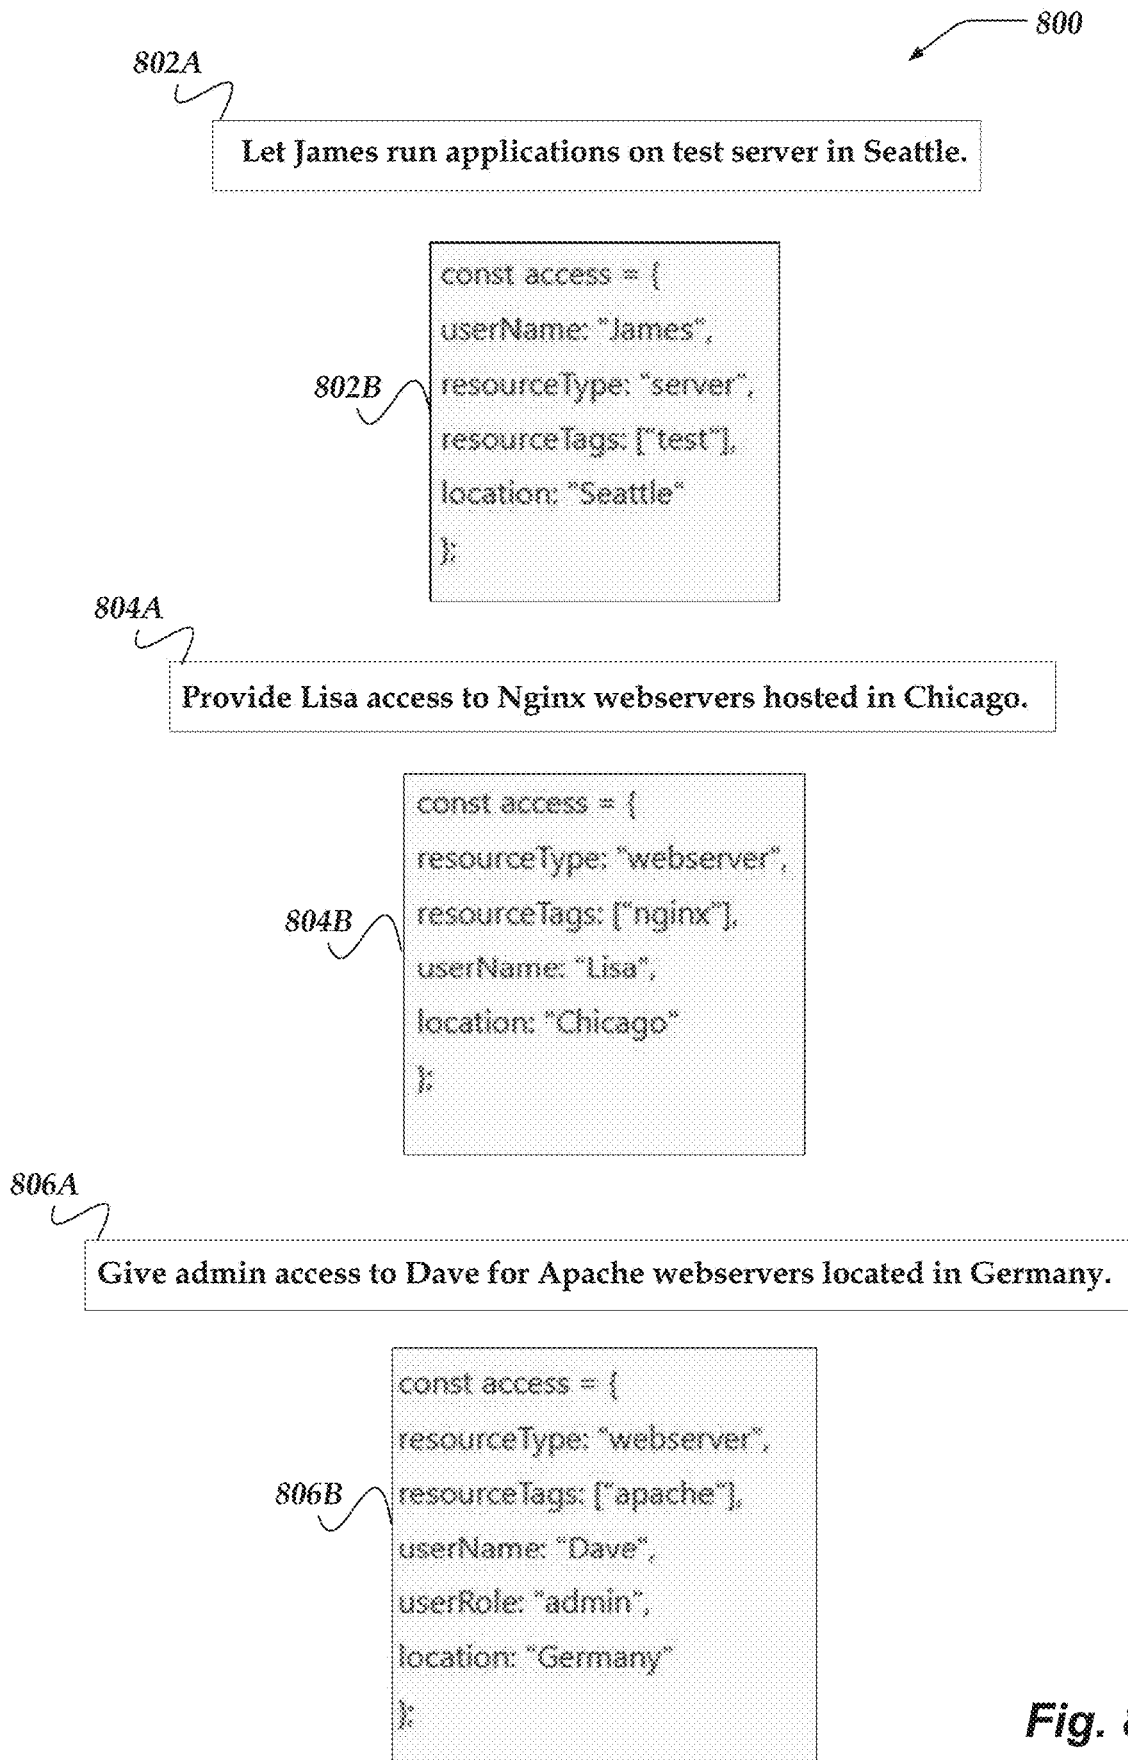 800
802A
Let James run applications on test server in Seattle.
const access = {
userName: "James",
802B
resourceType: "server",
resourceTags: ["test"],
location: "Seattle"
};
804A
Provide Lisa access to Nginx webservers hosted in Chicago.
const access = {
resourceType: "webserver",
804B
resourceTags: ["nginx"],
userName: "Lisa",
location: "Chicago"
};
806A
Give admin access to Dave for Apache webservers located in Germany.
const access = {
resourceType: "webserver",
806B
resourceTags: ["apache"],
userName: "Dave",
userRole: "admin",
location: "Germany"
};
Fig. 8